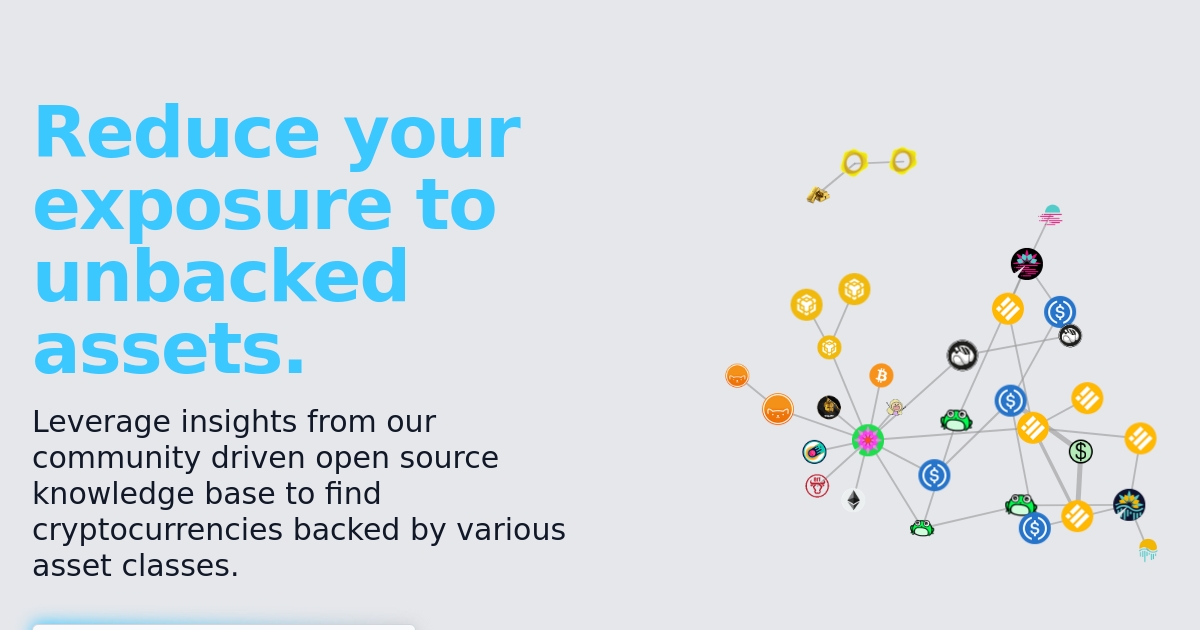 Reduce your
exposure to
unbacked
assets.
Leverage insights from our
community driven open source
knowledge base to find
cryptocurrencies backed by various
asset classes.